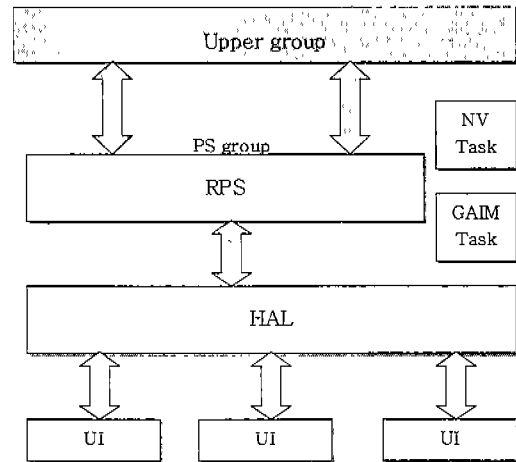 Upper group
PS group
NV
Task
RPS
GAIM
Task
HAL
UI
UI
UI